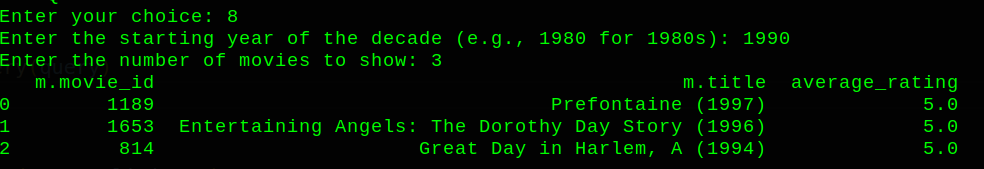 Enter your choice: 8
Enter the starting year of the decade (e.g., 1980 for 1980s): 1990
Enter the number of movies to show: 3
m.movie_id m.title average_rating
0 1189 Prefontaine (1997) 5.0
1 1653 Entertaining Angels: The Dorothy Day Story (1996) 5.0
2 814 Great Day in Harlem, A (1994) 5.0